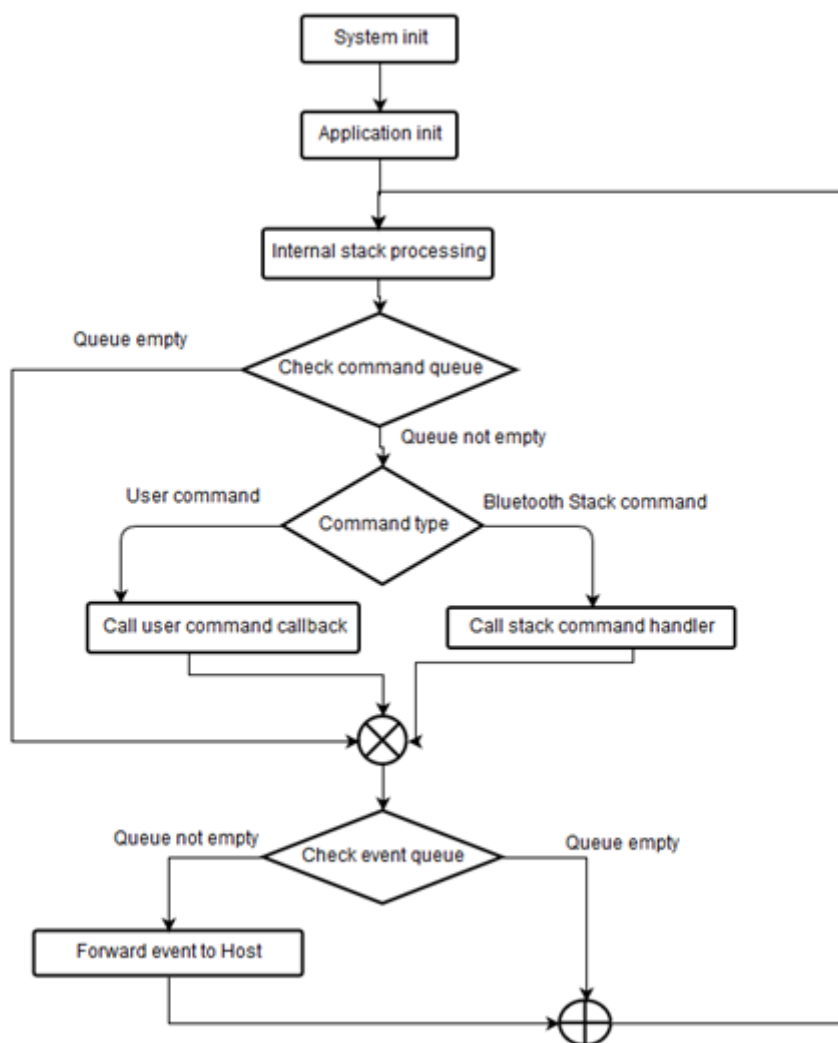 System init
Application init
Internal stack processing
Queue empty
Check command queue
Queue not empty
User command
Bluetooth Stack command
Command type
Call user command callback
Call stack command handler
Queue not empty
Queue empty
Check event queue
Forward event to Host